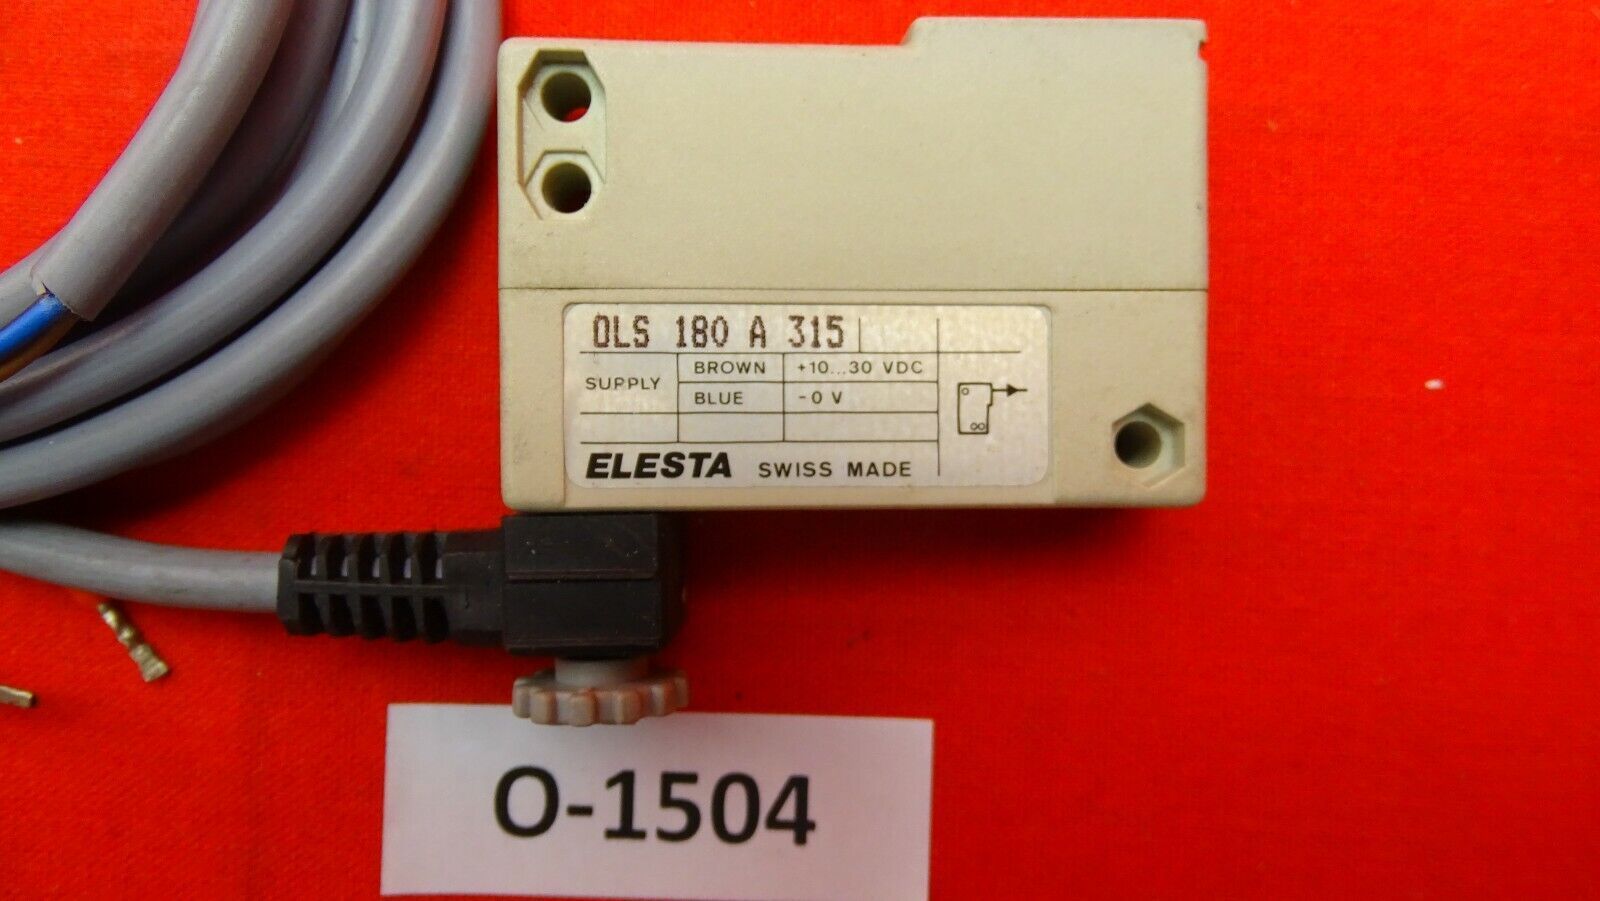 OLS 180 A 315
SUPPLY BROWN +10...30 VDC
BLUE -0 V
ELESTA SWISS MADE
O-1504